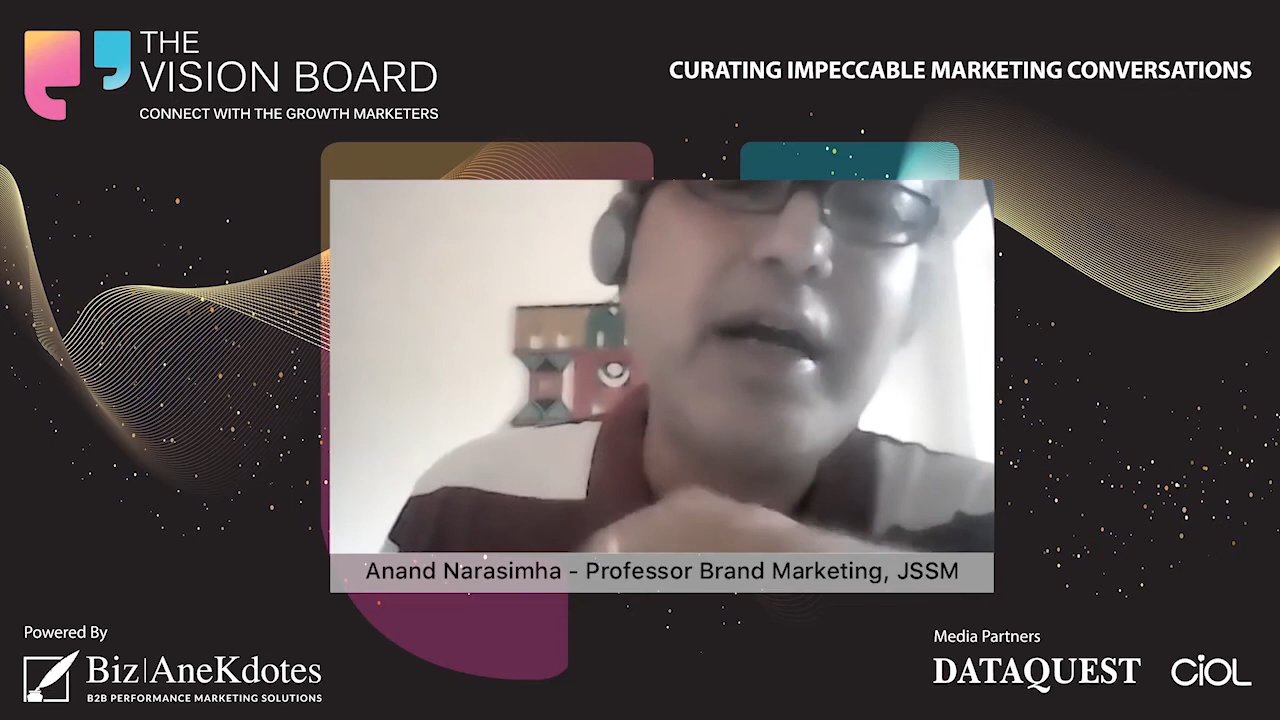 THE
VISION BOARD
CONNECT WITH THE GROWTH MARKETERS
CURATING IMPECCABLE MARKETING CONVERSATIONS
Anand Narasimha - Professor Brand Marketing, JSSM
Powered By
Biz|AneKdotes
B2B PERFORMANCE MARKETING SOLUTIONS
Media Partners
DATAQUEST
CiOL